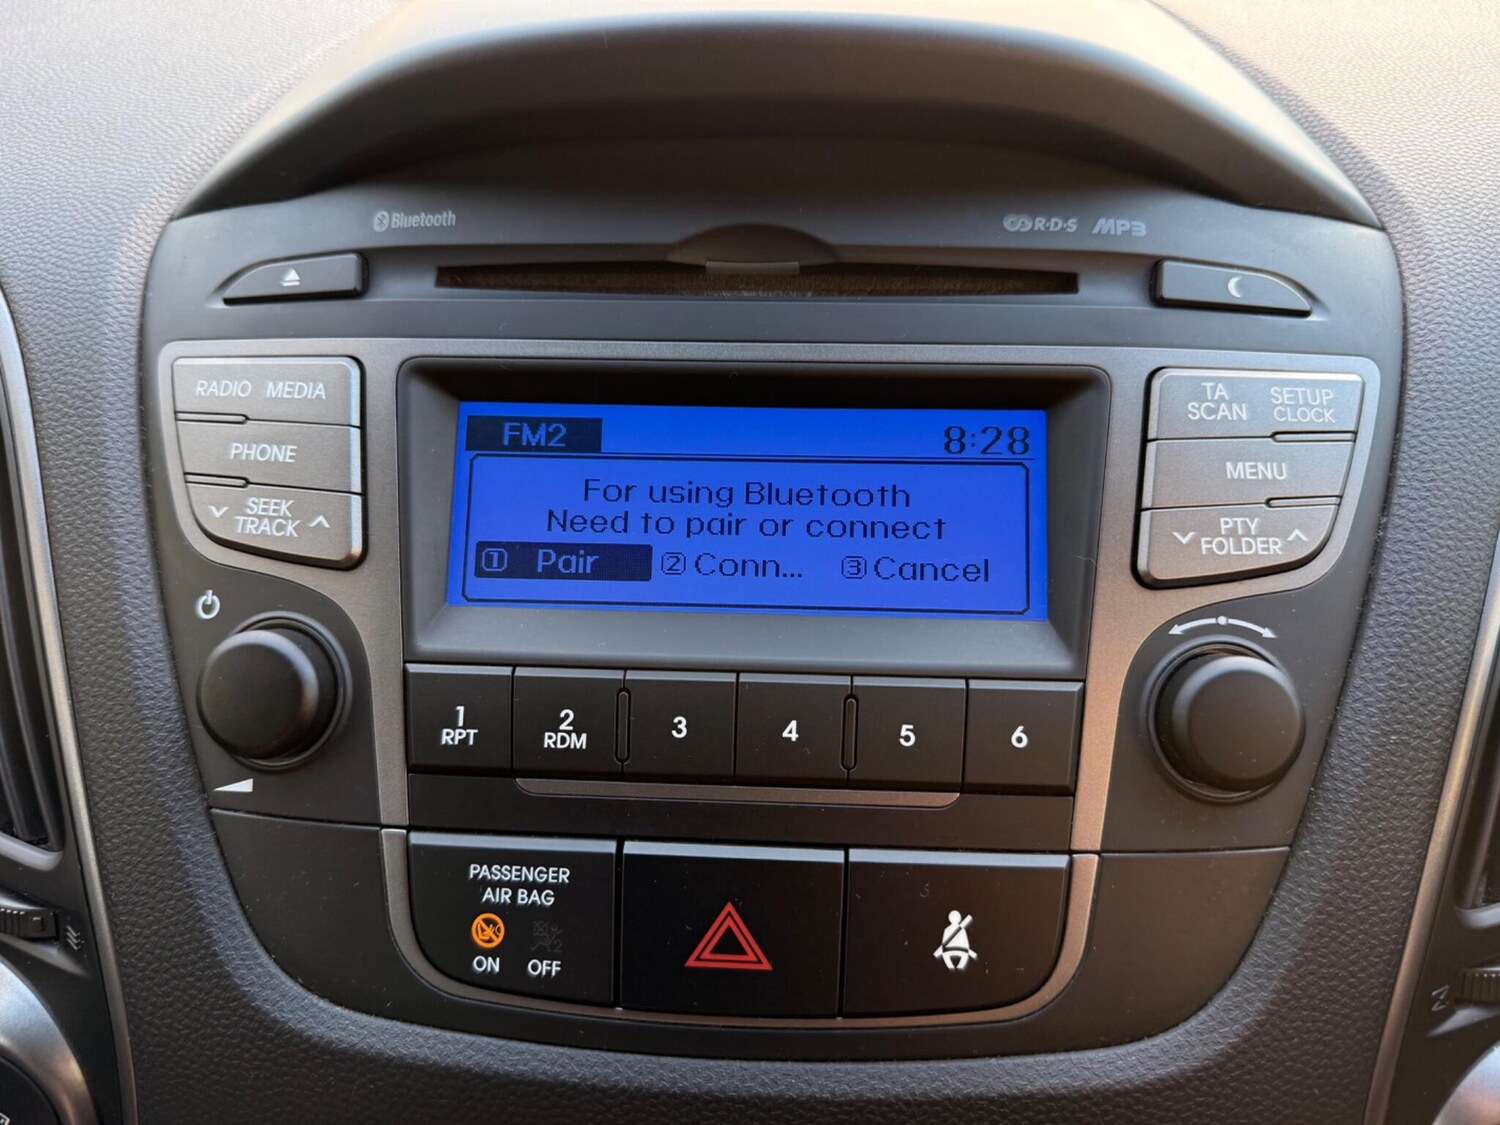 Bluetooth
R·D·S MP3
RADIO MEDIA
PHONE
SEEK
TRACK
FM2
8:28
For using Bluetooth
Need to pair or connect
1 Pair
2 Conn...
3 Cancel
TA
SCAN
SETUP
CLOCK
MENU
PTY
FOLDER
1
RPT
2
RDM
3
4
5
6
PASSENGER
AIR BAG
ON OFF